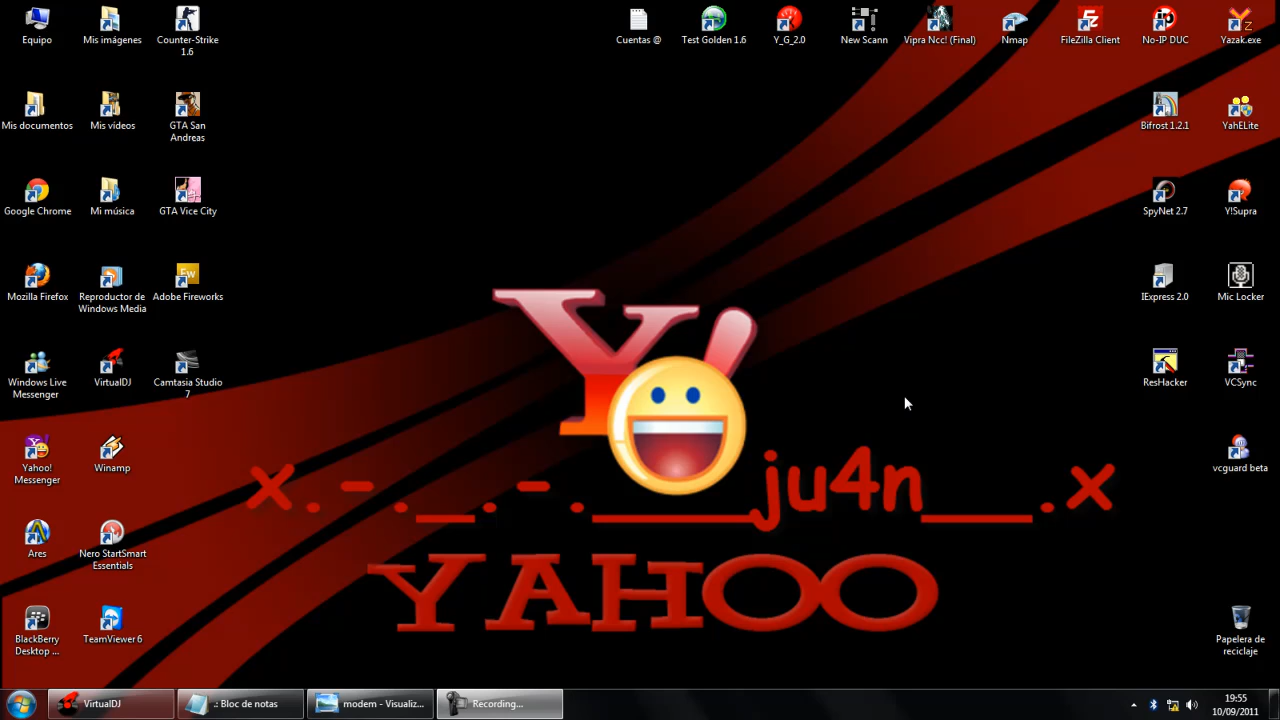 Equipo
Mis imágenes
Counter-Strike
1.6
Cuentas @
Test Golden 1.6
Y_G_2.0
New Scann
Vipra Ncc! (Final)
Nmap
FileZilla Client
No-IP DUC
Yazak.exe
Mis documentos
Mis vídeos
GTA San
Andreas
Bifrost 1.2.1
YahELite
Google Chrome
Mi música
GTA Vice City
SpyNet 2.7
Y!Supra
Mozilla Firefox
Reproductor de
Windows Media
Adobe Fireworks
IExpress 2.0
Mic Locker
Windows Live
Messenger
VirtualDJ
Camtasia Studio
7
ResHacker
VCSync
Yahoo!
Messenger
Winamp
vcguard beta
Y!
x.-.__.-._____ju4n___.x
YAHOO
Ares
Nero StartSmart
Essentials
BlackBerry
Desktop ...
TeamViewer 6
Papelera de
reciclaje
VirtualDJ
.: Bloc de notas
modem - Visualiz...
Recording...
19:55
10/09/2011